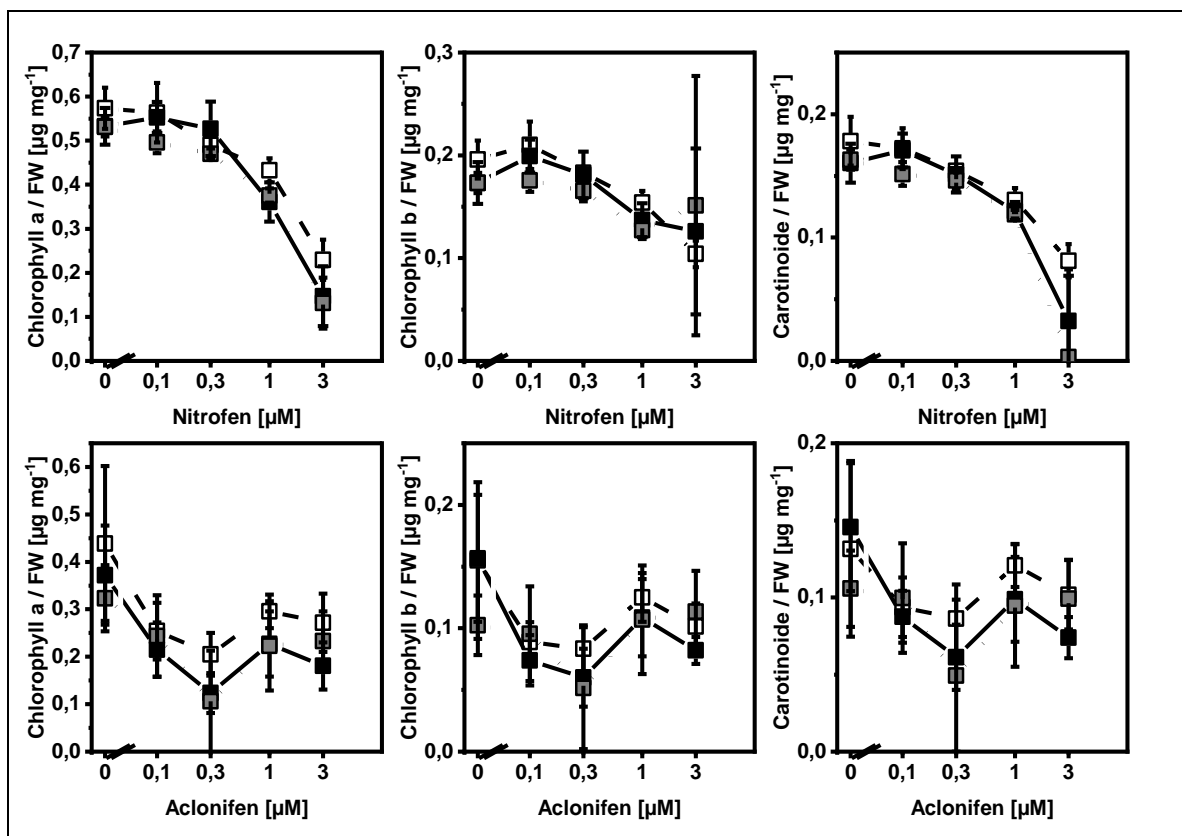 Chlorophyll a / FW [µg mg⁻¹]
0,7
0,6
0,5
0,4
0,3
0,2
0,1
0,0
0 0,1 0,3 1 3
Nitrofen [µM]
Chlorophyll b / FW [µg mg⁻¹]
0,3
0,2
0,1
0,0
0 0,1 0,3 1 3
Nitrofen [µM]
Carotinoide / FW [µg mg⁻¹]
0,2
0,1
0,0
0 0,1 0,3 1 3
Nitrofen [µM]
Chlorophyll a / FW [µg mg⁻¹]
0,6
0,5
0,4
0,3
0,2
0,1
0,0
0 0,1 0,3 1 3
Aclonifen [µM]
Chlorophyll b / FW [µg mg⁻¹]
0,2
0,1
0,0
0 0,1 0,3 1 3
Aclonifen [µM]
Carotinoide / FW [µg mg⁻¹]
0,2
0,1
0,0
0 0,1 0,3 1 3
Aclonifen [µM]